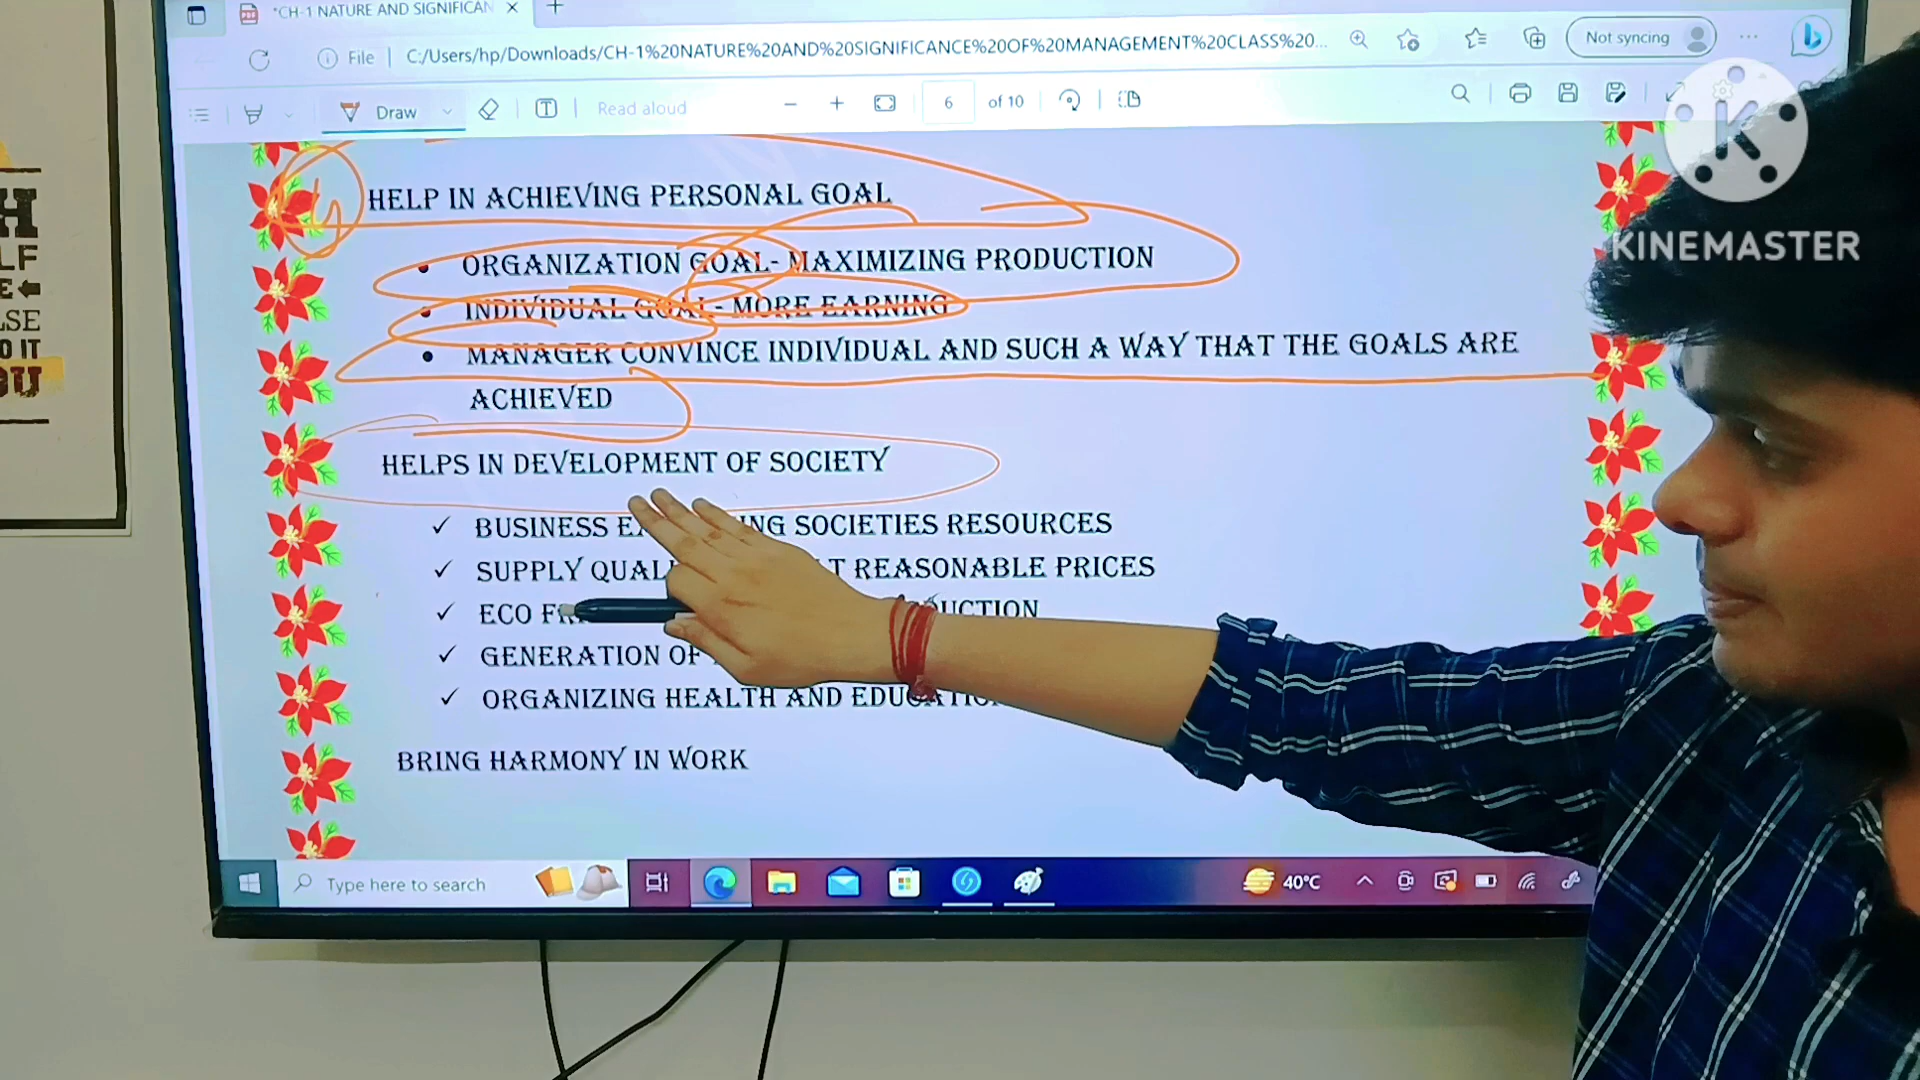 *CH-1 NATURE AND SIGNIFICAN
File C:/Users/hp/Downloads/CH-1%20NATURE%20AND%20SIGNIFICANCE%20OF%20MANAGEMENT%20CLASS%20... Not syncing
Draw Read aloud 6 of 10
HELP IN ACHIEVING PERSONAL GOAL
• ORGANIZATION GOAL- MAXIMIZING PRODUCTION
• INDIVIDUAL GOAL- MORE EARNING
• MANAGER CONVINCE INDIVIDUAL AND SUCH A WAY THAT THE GOALS ARE
ACHIEVED
HELPS IN DEVELOPMENT OF SOCIETY
✓ BUSINESS SOCIETIES RESOURCES
✓ SUPPLY REASONABLE PRICES
✓ ECO
✓ GENERATION OF
✓ ORGANIZING HEALTH AND
BRING HARMONY IN WORK
Type here to search 40°C
K
KINEMASTER
LF
LSE
O IT